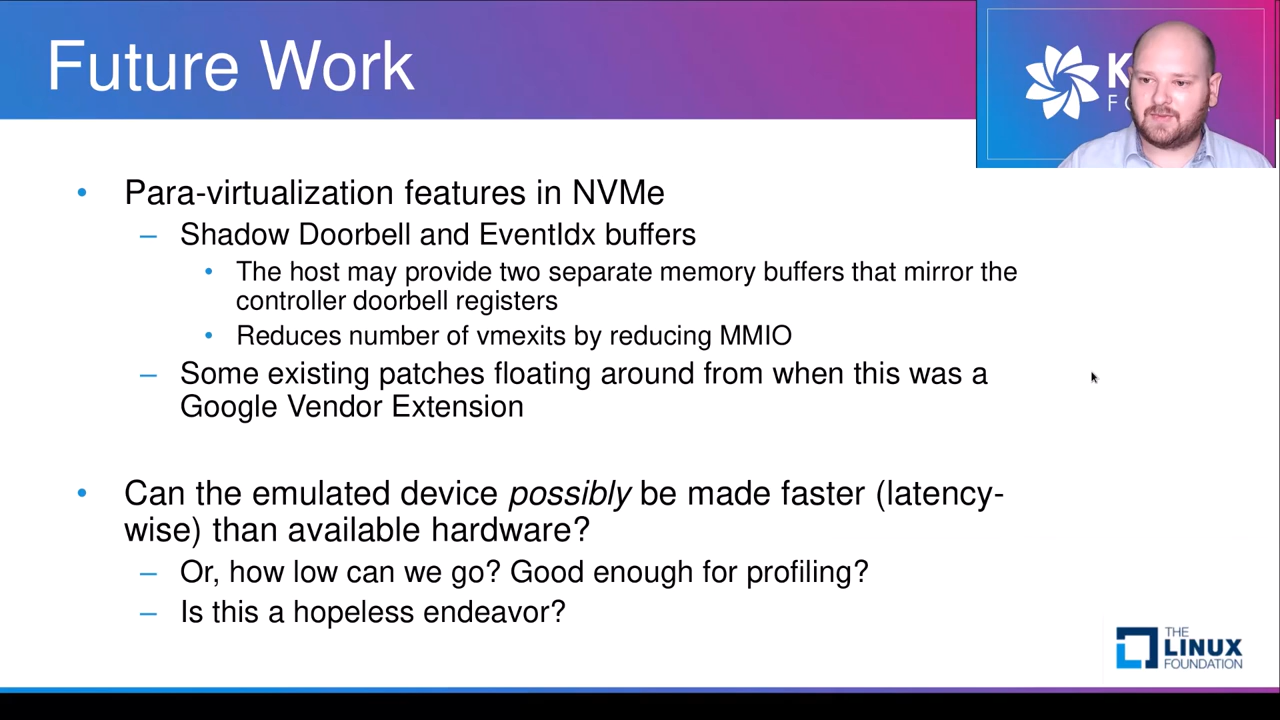 Future Work
• Para-virtualization features in NVMe
– Shadow Doorbell and EventIdx buffers
• The host may provide two separate memory buffers that mirror the
controller doorbell registers
• Reduces number of vmexits by reducing MMIO
– Some existing patches floating around from when this was a
Google Vendor Extension
• Can the emulated device possibly be made faster (latency-
wise) than available hardware?
– Or, how low can we go? Good enough for profiling?
– Is this a hopeless endeavor?
THE
LINUX
FOUNDATION